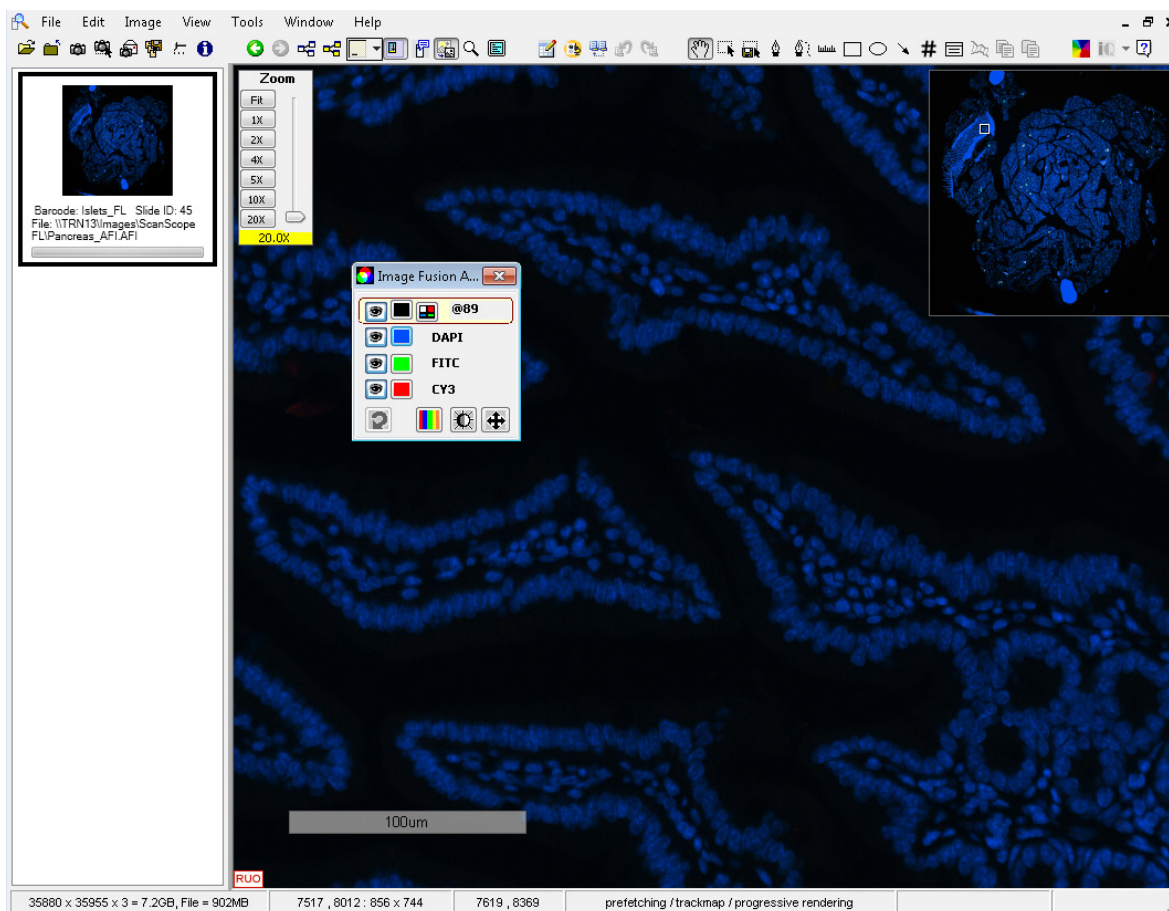 File Edit Image View Tools Window Help
iQ
Zoom
Fit
1X
2X
4X
5X
10X
20X
20.0X
Barcode: Islets_FL Slide ID: 45
File: \\TRN13\Images\ScanScope
FL\Pancreas_AFI.AFI
Image Fusion A...
@89
DAPI
FITC
CY3
100um
RUO
35880 x 35955 x 3 = 7.2GB, File = 902MB 7517 , 8012 : 856 x 744 7619 , 8369 prefetching / trackmap / progressive rendering